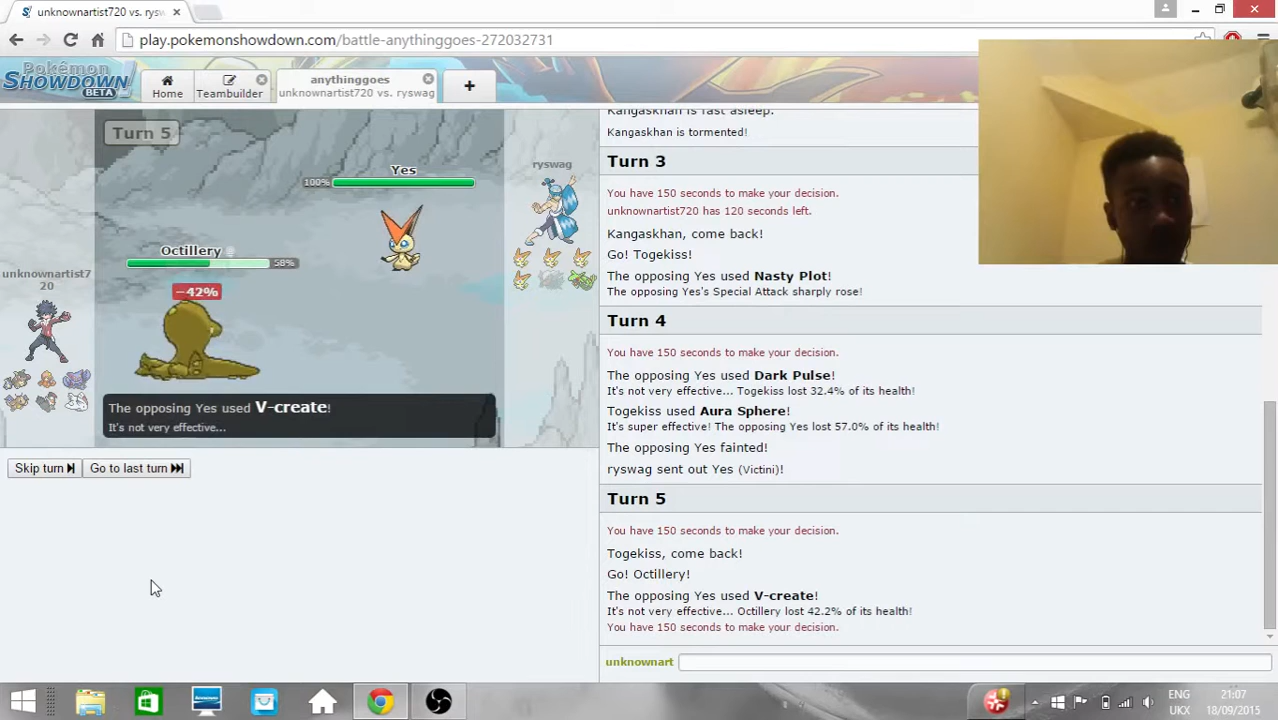 unknownartist720 vs. rysw
play.pokemonshowdown.com/battle-anythinggoes-272032731
Pokémon
SHOWDOWN
BETA
Home
Teambuilder
anythinggoes
unknownartist720 vs. ryswag
Turn 5
Yes
100%
ryswag
Octillery
58%
-42%
unknownartist7
20
The opposing Yes used V-create!
It's not very effective...
Skip turn
Go to last turn
Kangaskhan is fast asleep.
Kangaskhan is tormented!
Turn 3
You have 150 seconds to make your decision.
unknownartist720 has 120 seconds left.
Kangaskhan, come back!
Go! Togekiss!
The opposing Yes used Nasty Plot!
The opposing Yes's Special Attack sharply rose!
Turn 4
You have 150 seconds to make your decision.
The opposing Yes used Dark Pulse!
It's not very effective... Togekiss lost 32.4% of its health!
Togekiss used Aura Sphere!
It's super effective! The opposing Yes lost 57.0% of its health!
The opposing Yes fainted!
ryswag sent out Yes (Victini)!
Turn 5
You have 150 seconds to make your decision.
Togekiss, come back!
Go! Octillery!
The opposing Yes used V-create!
It's not very effective... Octillery lost 42.2% of its health!
You have 150 seconds to make your decision.
unknownart
ENG
UKX
21:07
18/09/2015